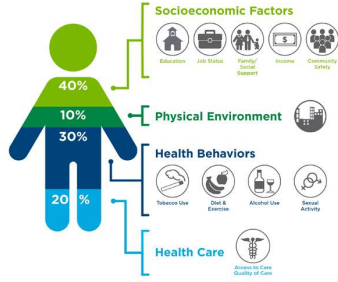 Socioeconomic Factors
Education
Job Status
Family/
Social
Support
Income
Community
Safety
40%
10%
Physical Environment
30%
Health Behaviors
Tobacco Use
Diet &
Exercise
Alcohol Use
Sexual
Activity
20 %
Health Care
Access to Care
Quality of Care